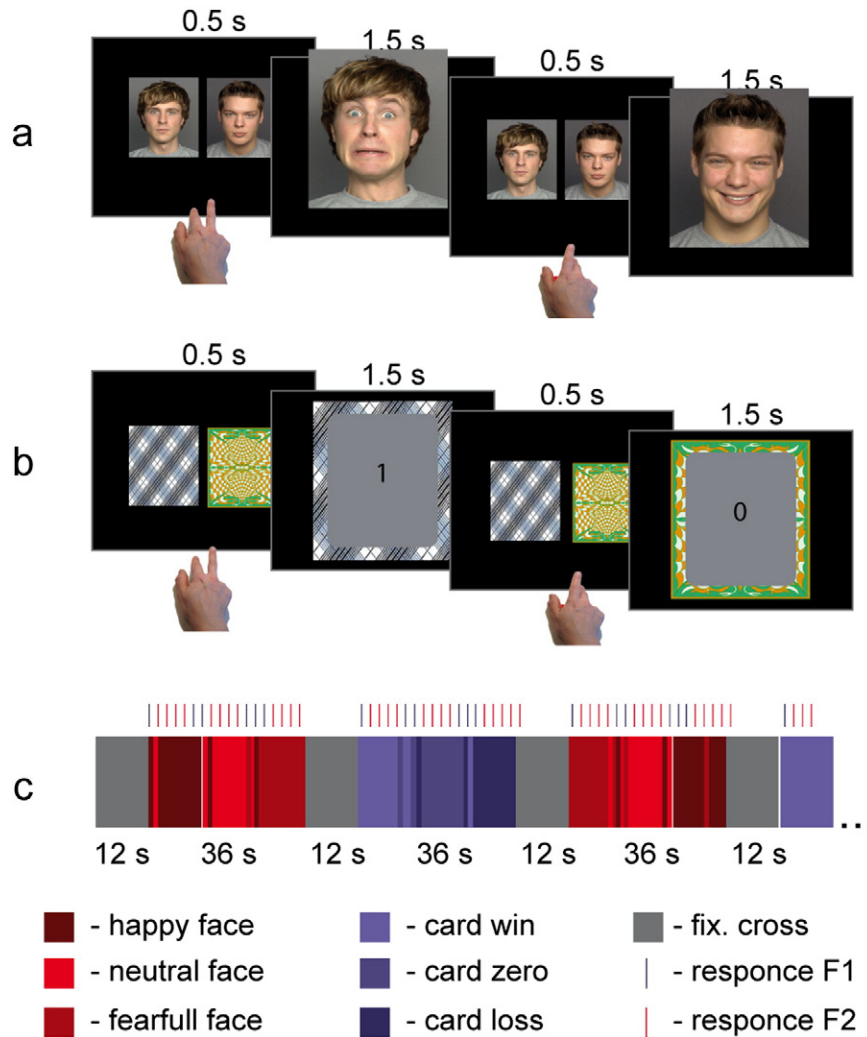 0.5 s
1.5 s
0.5 s
1.5 s
a
0.5 s
1.5 s
0.5 s
1.5 s
b
1
0
c
..
12 s 36 s 12 s 36 s 12 s 36 s 12 s
- happy face - card win - fix. cross
- neutral face - card zero - responce F1
- fearfull face - card loss - responce F2